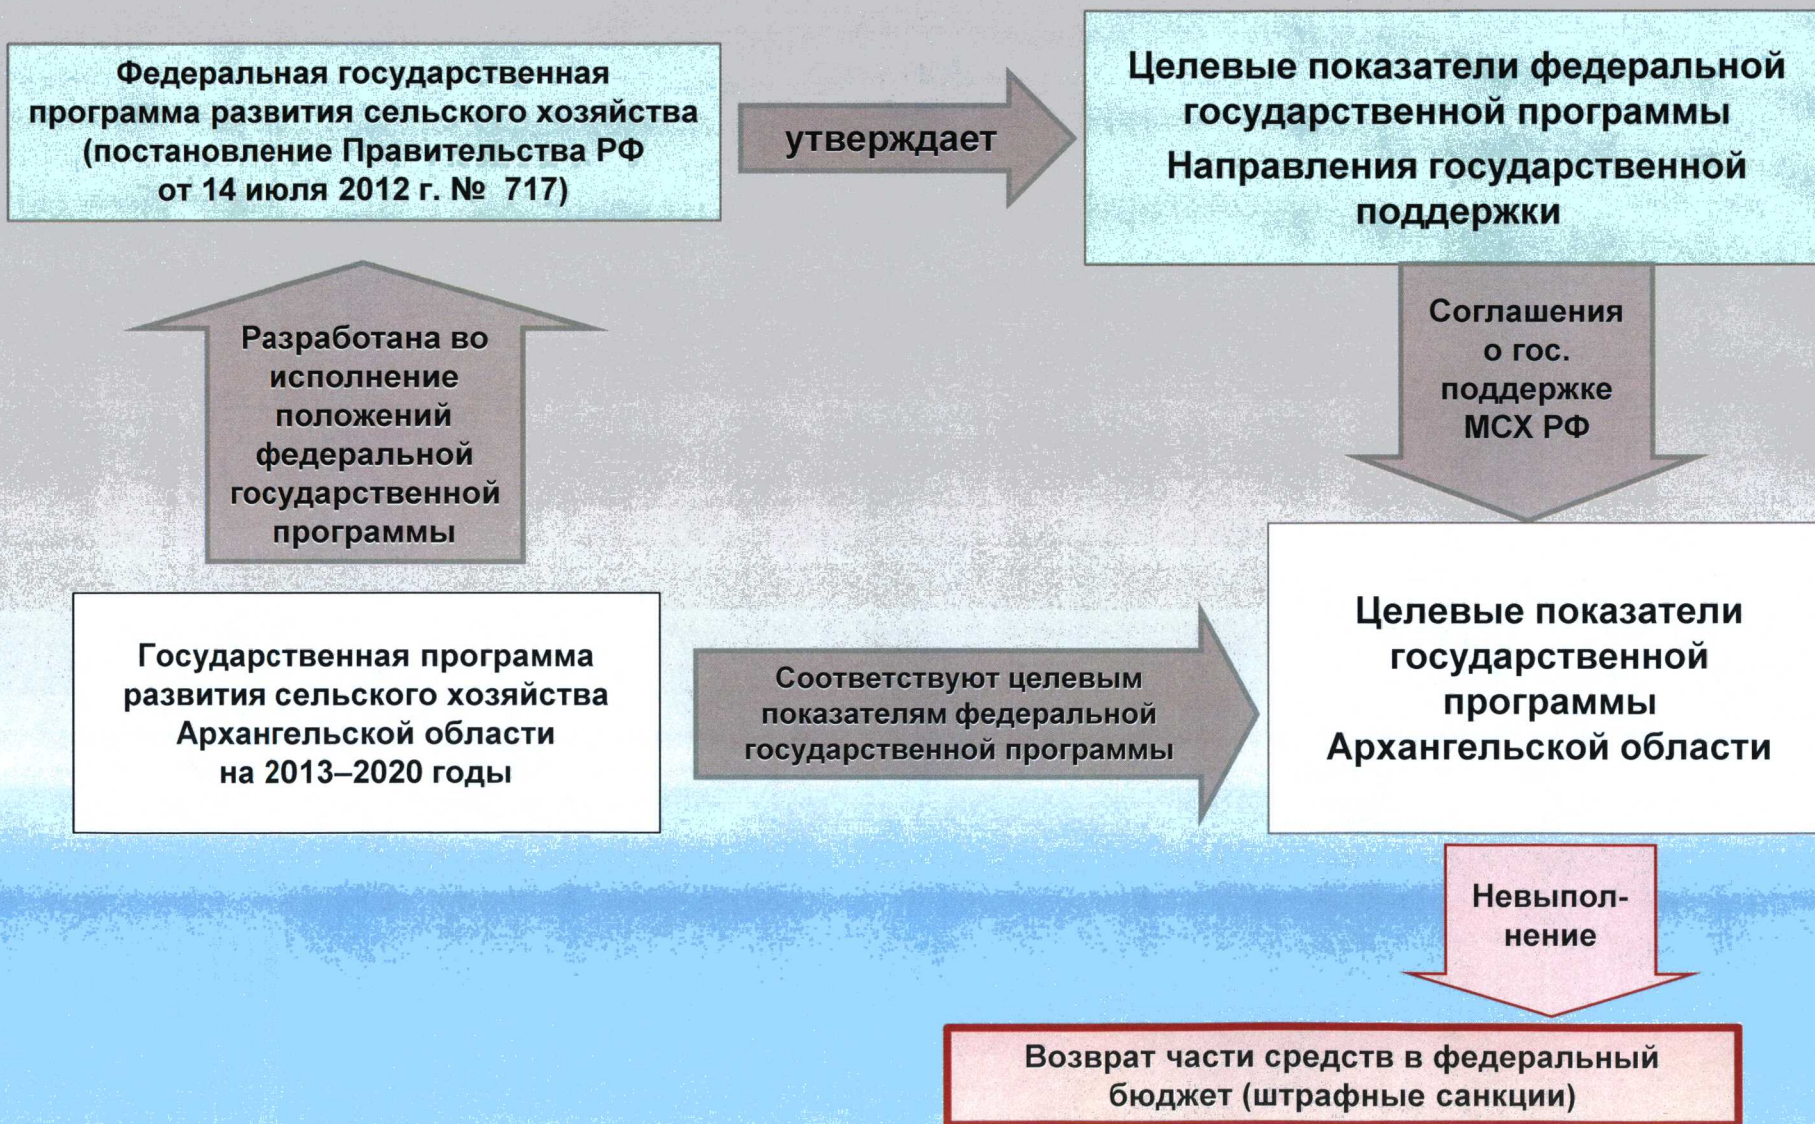 Федеральная государственная
программа развития сельского хозяйства
(постановление Правительства РФ
от 14 июля 2012 г. №  717)
утверждает
Целевые показатели федеральной
государственной программы
Направления государственной
поддержки
Разработана во
исполнение
положений
федеральной
государственной
программы
Соглашения
о гос.
поддержке
МСХ РФ
Государственная программа
развития сельского хозяйства
Архангельской области
на 2013–2020 годы
Соответствуют целевым
показателям федеральной
государственной программы
Целевые показатели
государственной
программы
Архангельской области
Невыпол-
нение
Возврат части средств в федеральный
бюджет (штрафные санкции)